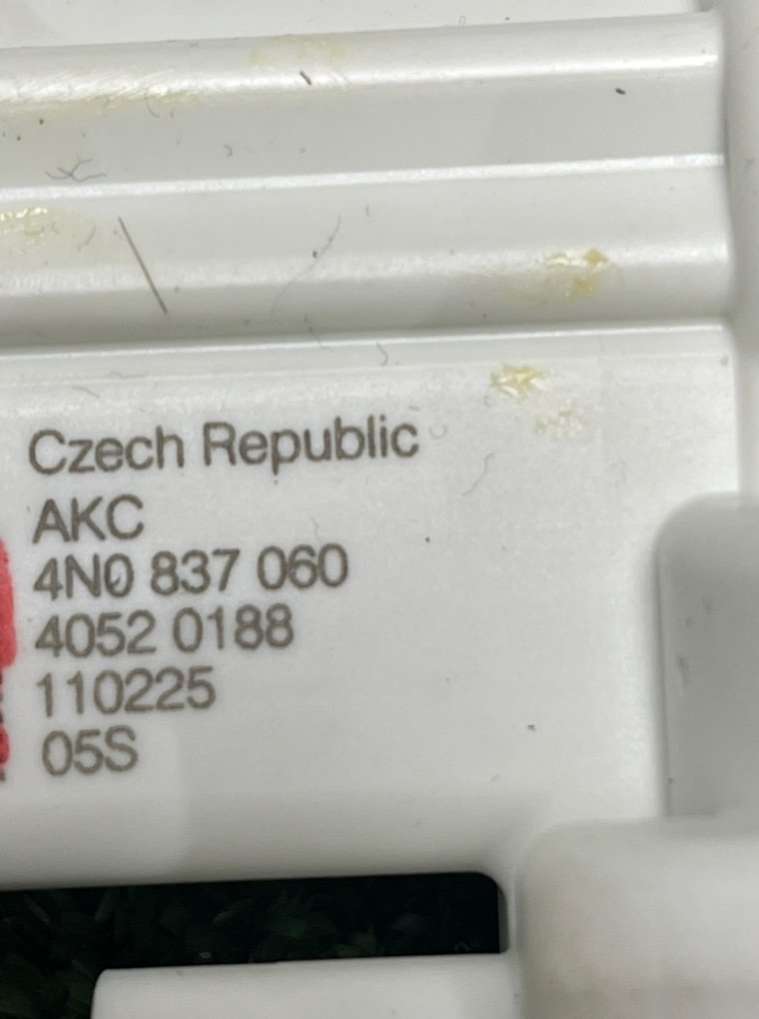 Czech Republic
AKC
4N0 837 060
4052 0188
110225
05S